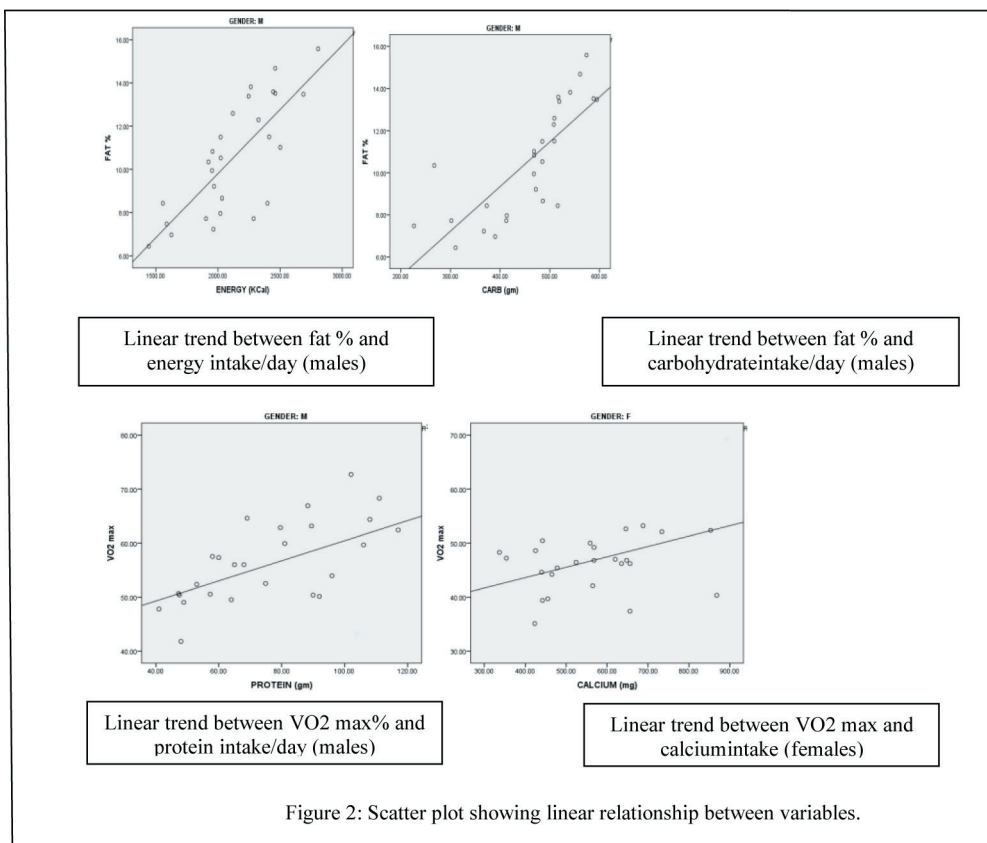 GENDER: M
16.00
14.00
12.00
10.00
8.00
6.00
FAT %
1500.00 2000.00 2500.00 3000.00
ENERGY (KCal)
GENDER: M
16.00
14.00
12.00
10.00
8.00
6.00
FAT %
200.00 300.00 400.00 500.00 600.00
CARB (gm)
Linear trend between fat % and
energy intake/day (males)
Linear trend between fat % and
carbohydrateintake/day (males)
GENDER: M
80.00
70.00
60.00
50.00
40.00
VO2 max
40.00 60.00 80.00 100.00 120.00
PROTEIN (gm)
GENDER: F
70.00
60.00
50.00
40.00
30.00
VO2 max
300.00 400.00 500.00 600.00 700.00 800.00 900.00
CALCIUM (mg)
Linear trend between VO2 max% and
protein intake/day (males)
Linear trend between VO2 max and
calciumintake (females)
Figure 2: Scatter plot showing linear relationship between variables.